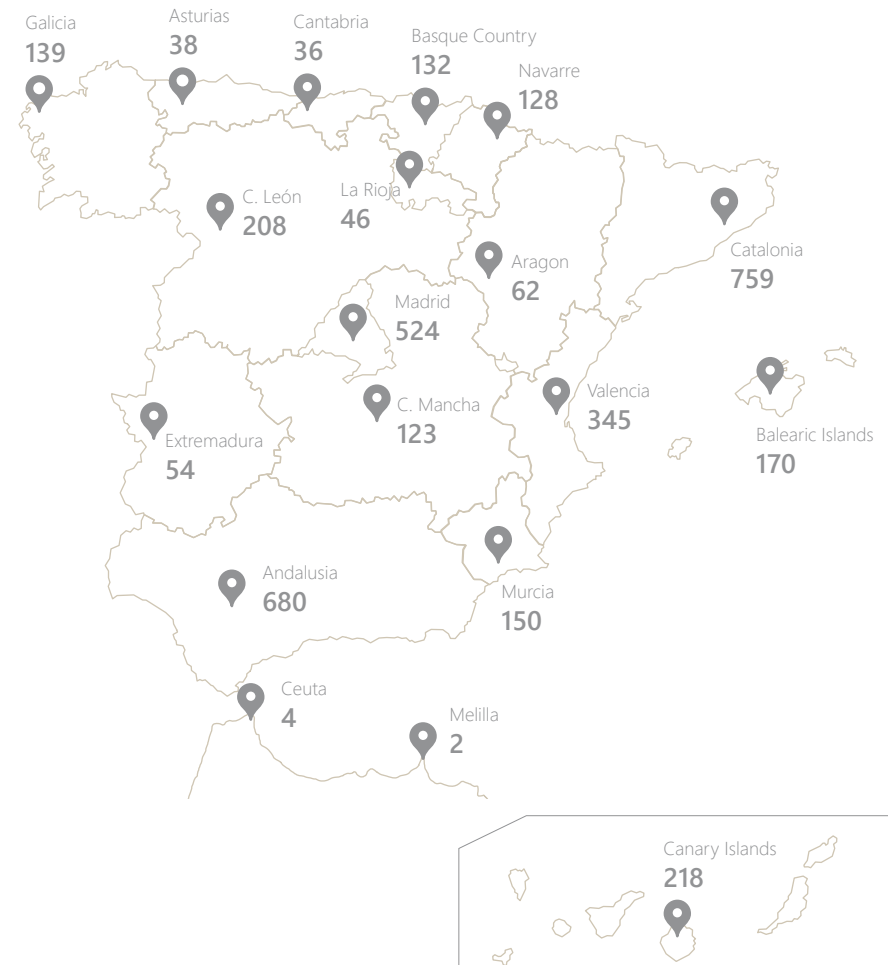 Galicia
139
Asturias
38
Cantabria
36
Basque Country
132
Navarre
128
C. León
208
La Rioja
46
Aragon
62
Catalonia
759
Madrid
524
C. Mancha
123
Valencia
345
Balearic Islands
170
Extremadura
54
Andalusia
680
Murcia
150
Ceuta
4
Melilla
2
Canary Islands
218